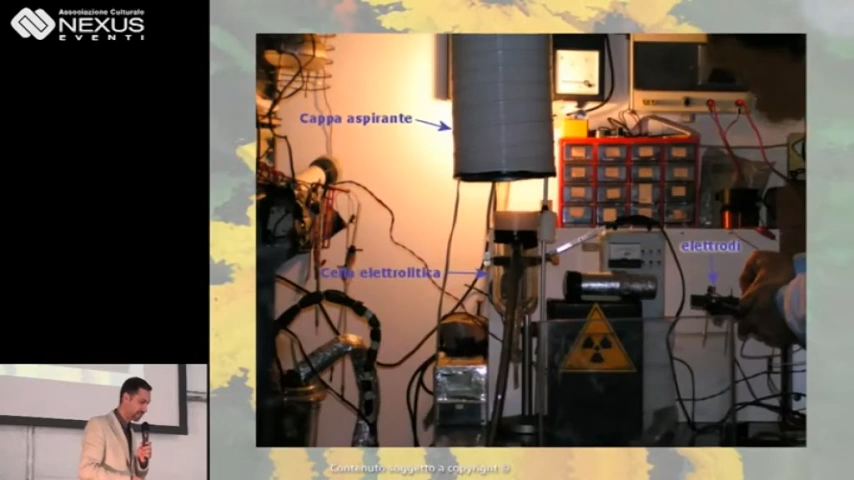 Associazione Culturale
NEXUS
EVENTI
Cappa aspirante
Cella elettrolitica
elettrodi
Contenuto soggetto a copyright ©